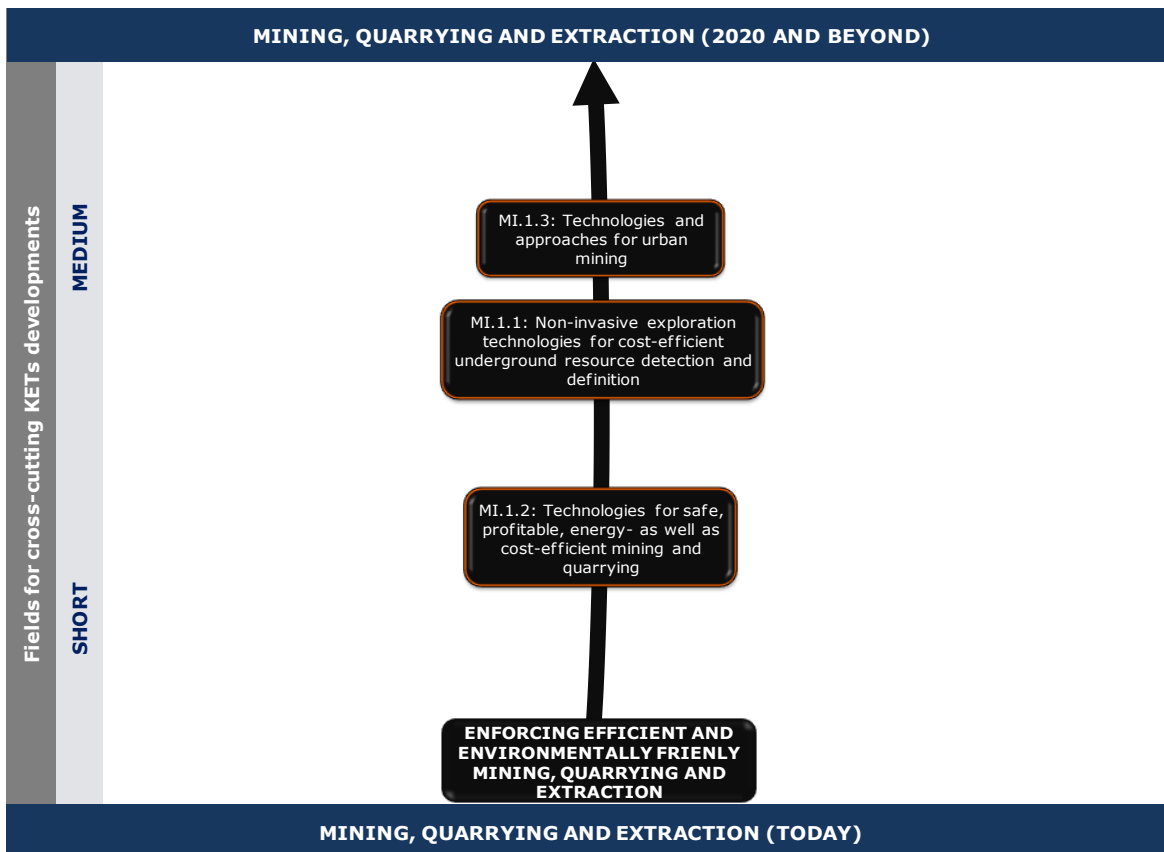 MINING, QUARRYING AND EXTRACTION (2020 AND BEYOND)
Fields for cross-cutting KETs developments
MEDIUM
SHORT
MI.1.3: Technologies and
approaches for urban
mining
MI.1.1: Non-invasive exploration
technologies for cost-efficient
underground resource detection and
definition
MI.1.2: Technologies for safe,
profitable, energy- as well as
cost-efficient mining and
quarrying
ENFORCING EFFICIENT AND
ENVIRONMENTALLY FRIENLY
MINING, QUARRYING AND
EXTRACTION
MINING, QUARRYING AND EXTRACTION (TODAY)